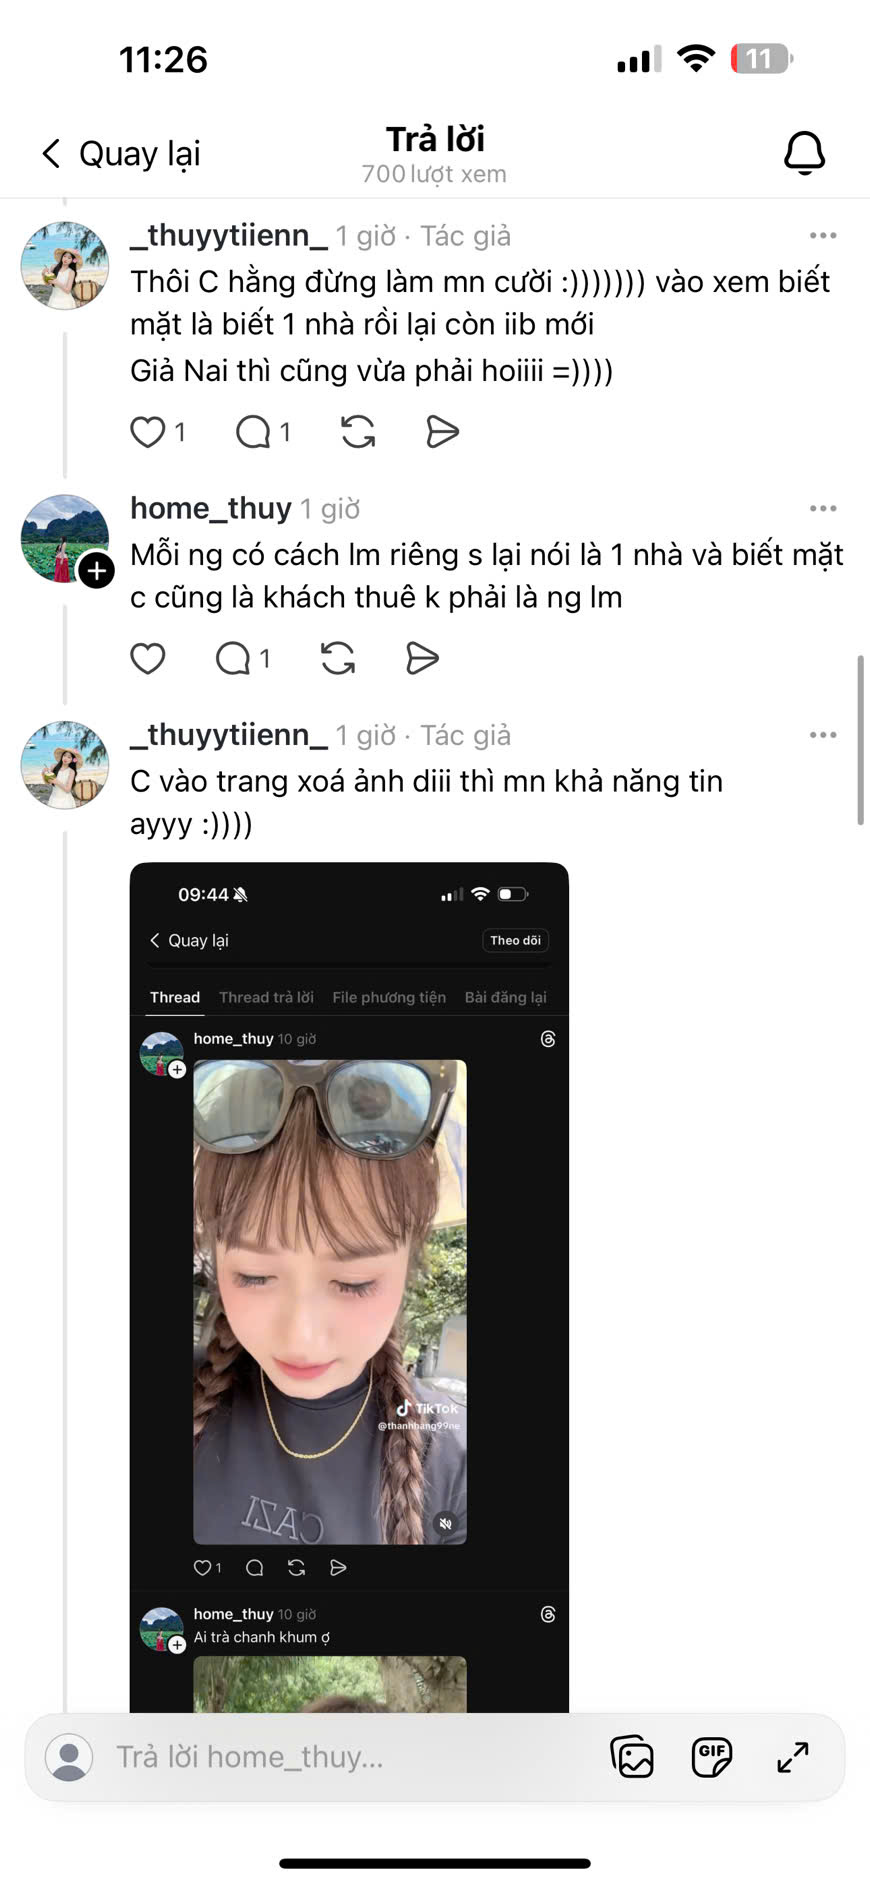 11:26
11
Quay lại
Trả lời
700 lượt xem
_thuyytiienn_ 1 giờ · Tác giả
Thôi C hằng đừng làm mn cười :))))))) vào xem biết
mặt là biết 1 nhà rồi lại còn iib mới
Giả Nai thì cũng vừa phải hoiiii =))))
1
1
home_thuy 1 giờ
Mỗi ng có cách lm riêng s lại nói là 1 nhà và biết mặt
c cũng là khách thuê k phải là ng lm
1
_thuyytiienn_ 1 giờ · Tác giả
C vào trang xoá ảnh diii thì mn khả năng tin
ayyy :))))
09:44
Quay lại
Theo dõi
Thread
Thread trả lời
File phương tiện
Bài đăng lại
home_thuy 10 giờ
TikTok
@thanhhang99ne
CAZI
1
home_thuy 10 giờ
Ai trà chanh khum ợ
Trả lời home_thuy...
GIF